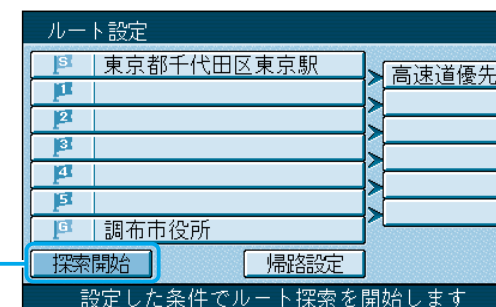 ルート設定
S 東京都千代田区東京駅 高速道優先
1
2
3
4
5
G 調布市役所
探索開始 帰路設定
設定した条件でルート探索を開始します